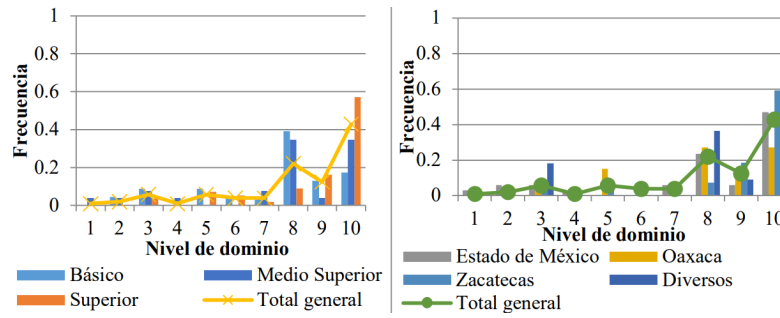 1
0.8
0.6
0.4
0.2
0
Frecuencia
1 2 3 4 5 6 7 8 9 10
Nivel de dominio
Básico
Medio Superior
Superior
Total general
1
0.8
0.6
0.4
0.2
0
Frecuencia
1 2 3 4 5 6 7 8 9 10
Nivel de dominio
Estado de México
Oaxaca
Zacatecas
Diversos
Total general